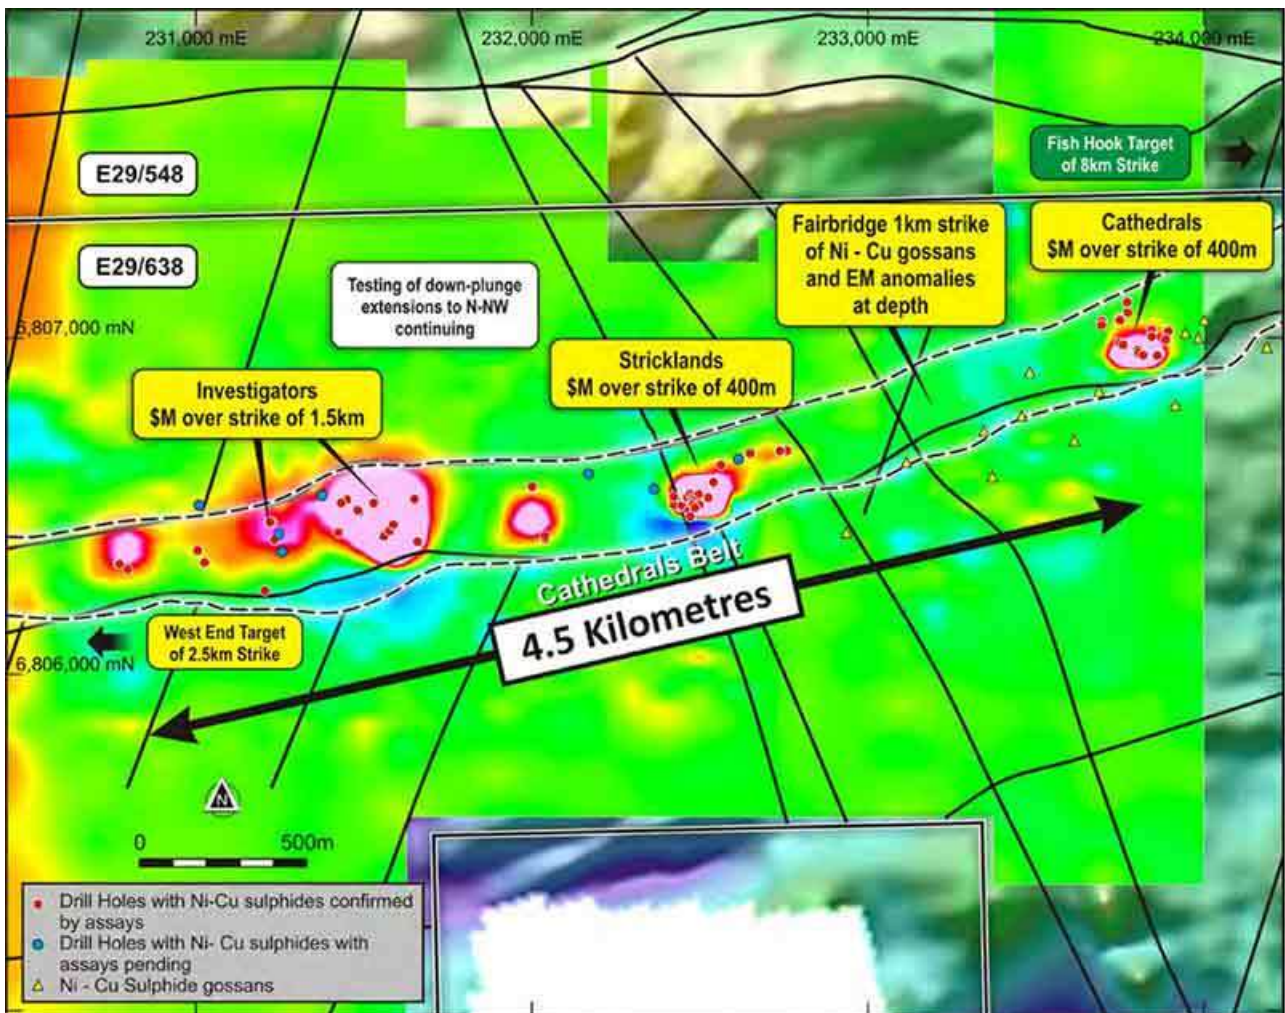 231,000 mE
232,000 mE
233,000 mE
234,000 mE
Fish Hook Target
of 8km Strike
E29/548
E29/638
Fairbridge 1km strike
of Ni - Cu gossans
and EM anomalies
at depth
Cathedrals
$M over strike of 400m
Testing of down-plunge
extensions to N-NW
continuing
6,807,000 mN
Investigators
$M over strike of 1.5km
Stricklands
$M over strike of 400m
Cathedrals Belt
4.5 Kilometres
West End Target
of 2.5km Strike
6,806,000 mN
N
0
500m
Drill Holes with Ni-Cu sulphides confirmed
by assays
Drill Holes with Ni- Cu sulphides with
assays pending
Ni - Cu Sulphide gossans